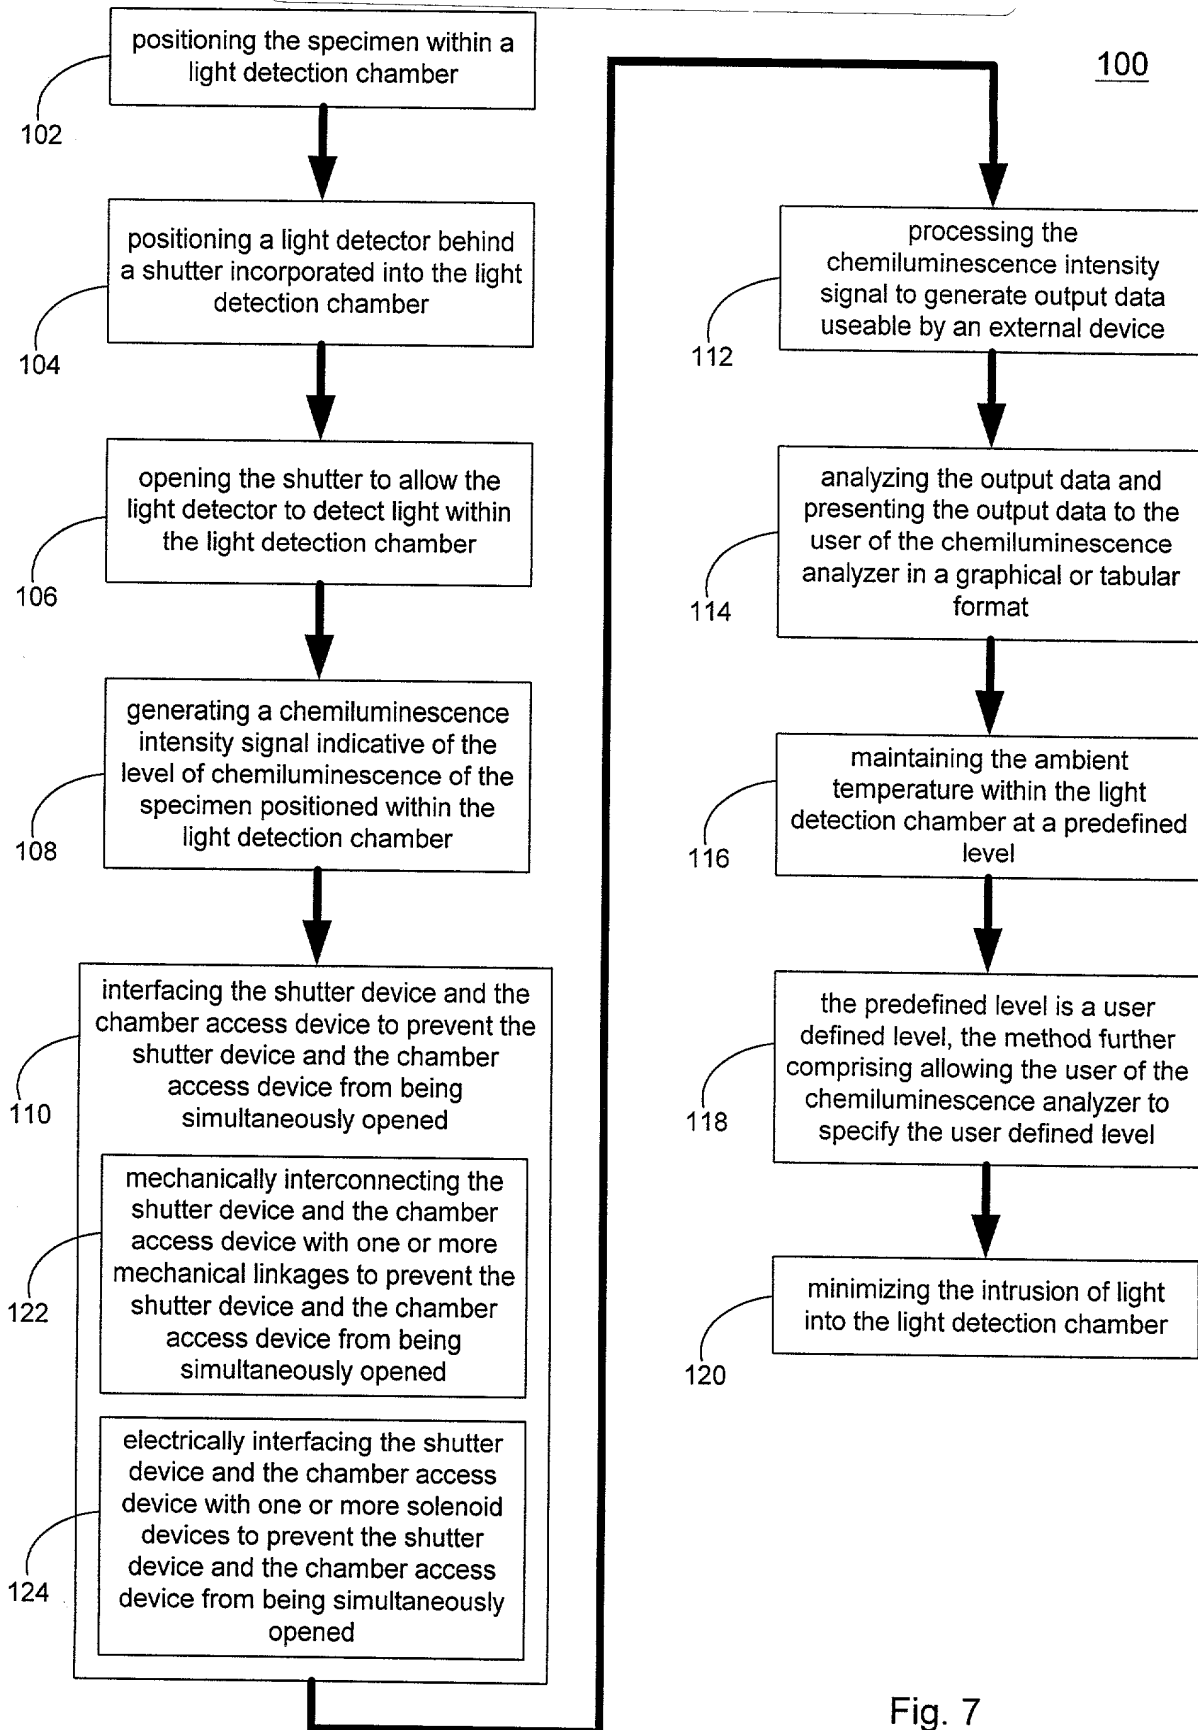 positioning the specimen within a
light detection chamber
102
positioning a light detector behind
a shutter incorporated into the light
detection chamber
104
opening the shutter to allow the
light detector to detect light within
the light detection chamber
106
generating a chemiluminescence
intensity signal indicative of the
level of chemiluminescence of the
specimen positioned within the
light detection chamber
108
interfacing the shutter device and the
chamber access device to prevent the
shutter device and the chamber
access device from being
simultaneously opened
110
mechanically interconnecting the
shutter device and the chamber
access device with one or more
mechanical linkages to prevent the
shutter device and the chamber
access device from being
simultaneously opened
122
electrically interfacing the shutter
device and the chamber access
device with one or more solenoid
devices to prevent the shutter
device and the chamber access
device from being simultaneously
opened
124
100
processing the
chemiluminescence intensity
signal to generate output data
useable by an external device
112
analyzing the output data and
presenting the output data to the
user of the chemiluminescence
analyzer in a graphical or tabular
format
114
maintaining the ambient
temperature within the light
detection chamber at a predefined
level
116
the predefined level is a user
defined level, the method further
comprising allowing the user of the
chemiluminescence analyzer to
specify the user defined level
118
minimizing the intrusion of light
into the light detection chamber
120
Fig. 7